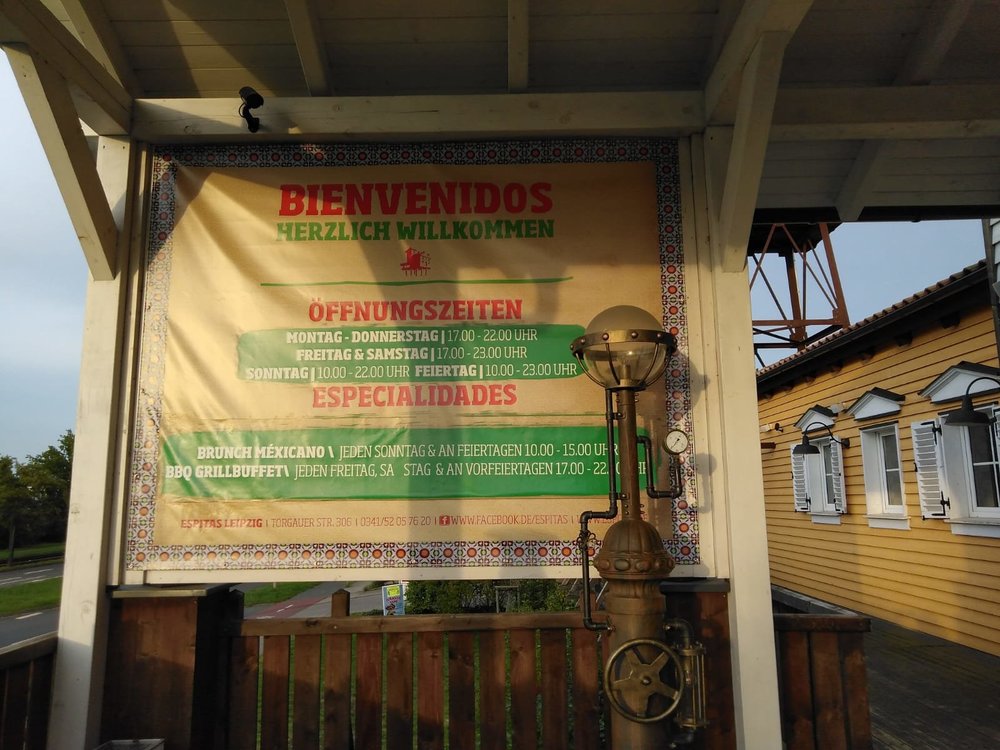 BIENVENIDOS
HERZLICH WILLKOMMEN
ÖFFNUNGSZEITEN
MONTAG - DONNERSTAG | 17.00 - 22.00 UHR
FREITAG & SAMSTAG | 17.00 - 23.00 UHR
SONNTAG | 10.00 - 22.00 UHR FEIERTAG | 10.00 - 23.00 UHR
ESPECIALIDADES
BRUNCH MÉXICANO \ JEDEN SONNTAG & AN FEIERTAGEN 10.00 - 15.00 UHR
BBQ GRILLBUFFET \ JEDEN FREITAG, SA STAG & AN VORFEIERTAGEN 17.00 - 22.
ESPITAS LEIPZIG | TORGAUER STR. 306 | 0341/52 05 76 20 | WWW.FACEBOOK.DE/ESPITAS |